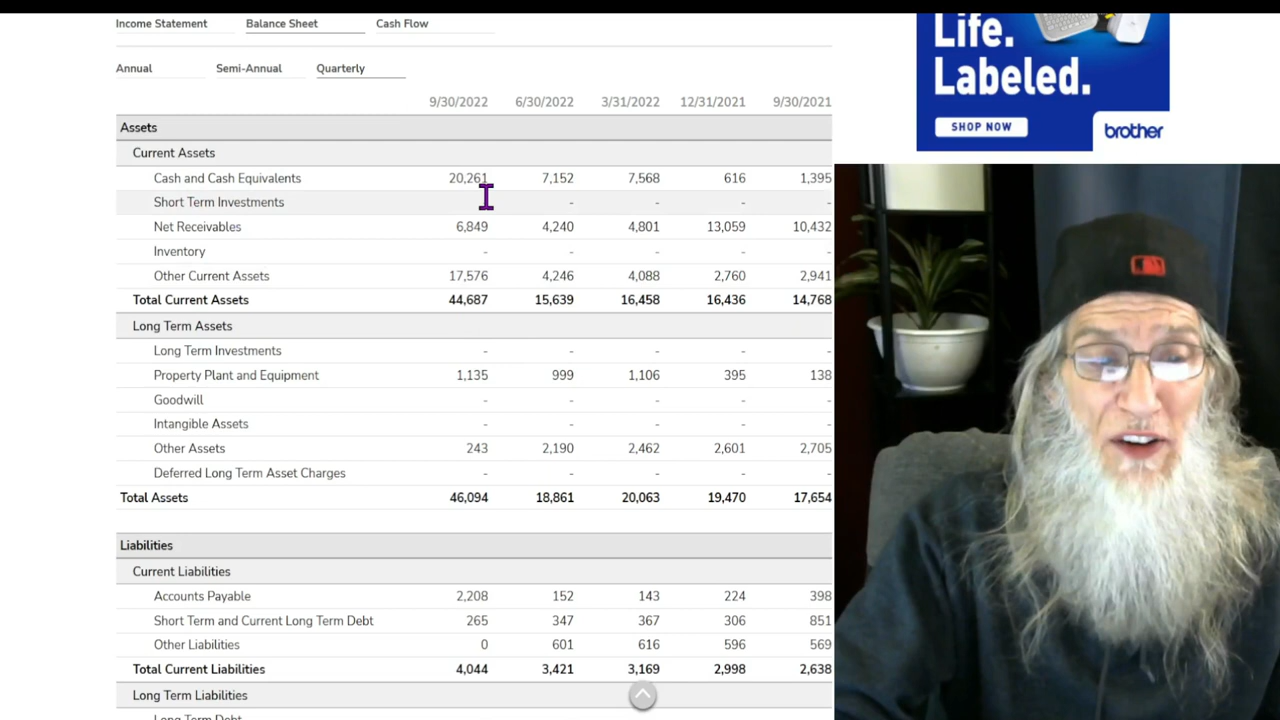 Income Statement Balance Sheet Cash Flow
Annual Semi-Annual Quarterly
9/30/2022 6/30/2022 3/31/2022 12/31/2021 9/30/2021
Assets
Current Assets
Cash and Cash Equivalents 20,261 7,152 7,568 616 1,395
Short Term Investments - - - -
Net Receivables 6,849 4,240 4,801 13,059 10,432
Inventory - - - - -
Other Current Assets 17,576 4,246 4,088 2,760 2,941
Total Current Assets 44,687 15,639 16,458 16,436 14,768
Long Term Assets
Long Term Investments - - - - -
Property Plant and Equipment 1,135 999 1,106 395 138
Goodwill - - - - -
Intangible Assets - - - - -
Other Assets 243 2,190 2,462 2,601 2,705
Deferred Long Term Asset Charges - - - - -
Total Assets 46,094 18,861 20,063 19,470 17,654
Liabilities
Current Liabilities
Accounts Payable 2,208 152 143 224 398
Short Term and Current Long Term Debt 265 347 367 306 851
Other Liabilities 0 601 616 596 569
Total Current Liabilities 4,044 3,421 3,169 2,998 2,638
Long Term Liabilities
Long Term Debt
Life.
Labeled.
SHOP NOW
brother